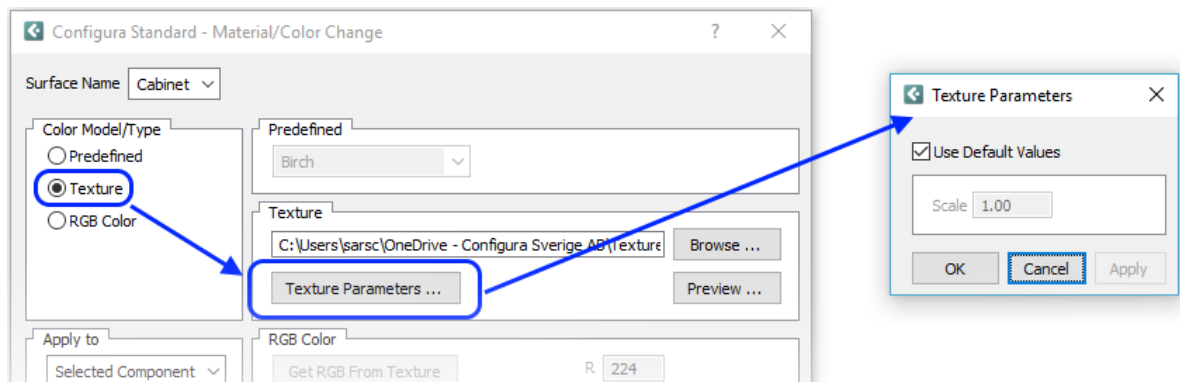 Configura Standard - Material/Color Change
?
Surface Name
Cabinet
Color Model/Type
Predefined
Texture
RGB Color
Predefined
Birch
Texture
C:\Users\sarsc\OneDrive - Configura Sverige AB\Texture
Browse ...
Texture Parameters ...
Preview ...
Apply to
Selected Component
RGB Color
Get RGB From Texture
R 224
Texture Parameters
Use Default Values
Scale 1.00
OK
Cancel
Apply